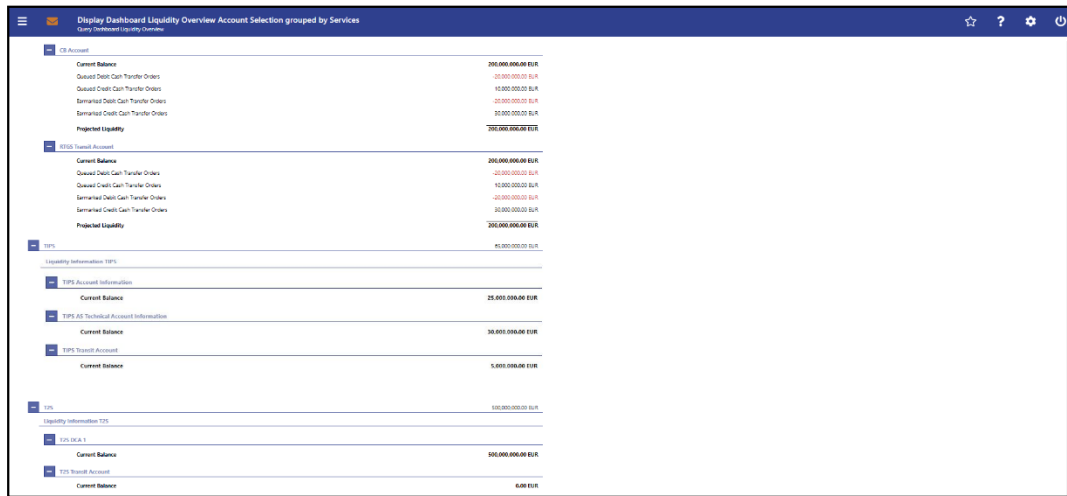 Display Dashboard Liquidity Overview Account Selection grouped by Services
Query Dashboard Liquidity Overview
CB Account
Current Balance 200,000,000.00 EUR
Queued Debit Cash Transfer Orders -20,000,000.00 EUR
Queued Credit Cash Transfer Orders 10,000,000.00 EUR
Earmarked Debit Cash Transfer Orders -20,000,000.00 EUR
Earmarked Credit Cash Transfer Orders 30,000,000.00 EUR
Projected Liquidity 200,000,000.00 EUR
RTGS Transit Account
Current Balance 200,000,000.00 EUR
Queued Debit Cash Transfer Orders -20,000,000.00 EUR
Queued Credit Cash Transfer Orders 10,000,000.00 EUR
Earmarked Debit Cash Transfer Orders -20,000,000.00 EUR
Earmarked Credit Cash Transfer Orders 30,000,000.00 EUR
Projected Liquidity 200,000,000.00 EUR
TIPS EUR
Liquidity Information TIPS
TIPS Account Information
Current Balance 25,000,000.00 EUR
TIPS AS Technical Account Information
Current Balance 30,000,000.00 EUR
TIPS Transit Account
Current Balance 5,000,000.00 EUR
T2S 500,000,000.00 EUR
Liquidity Information T2S
T2S DCA 1
Current Balance 500,000,000.00 EUR
T2S Transit Account
Current Balance 0.00 EUR